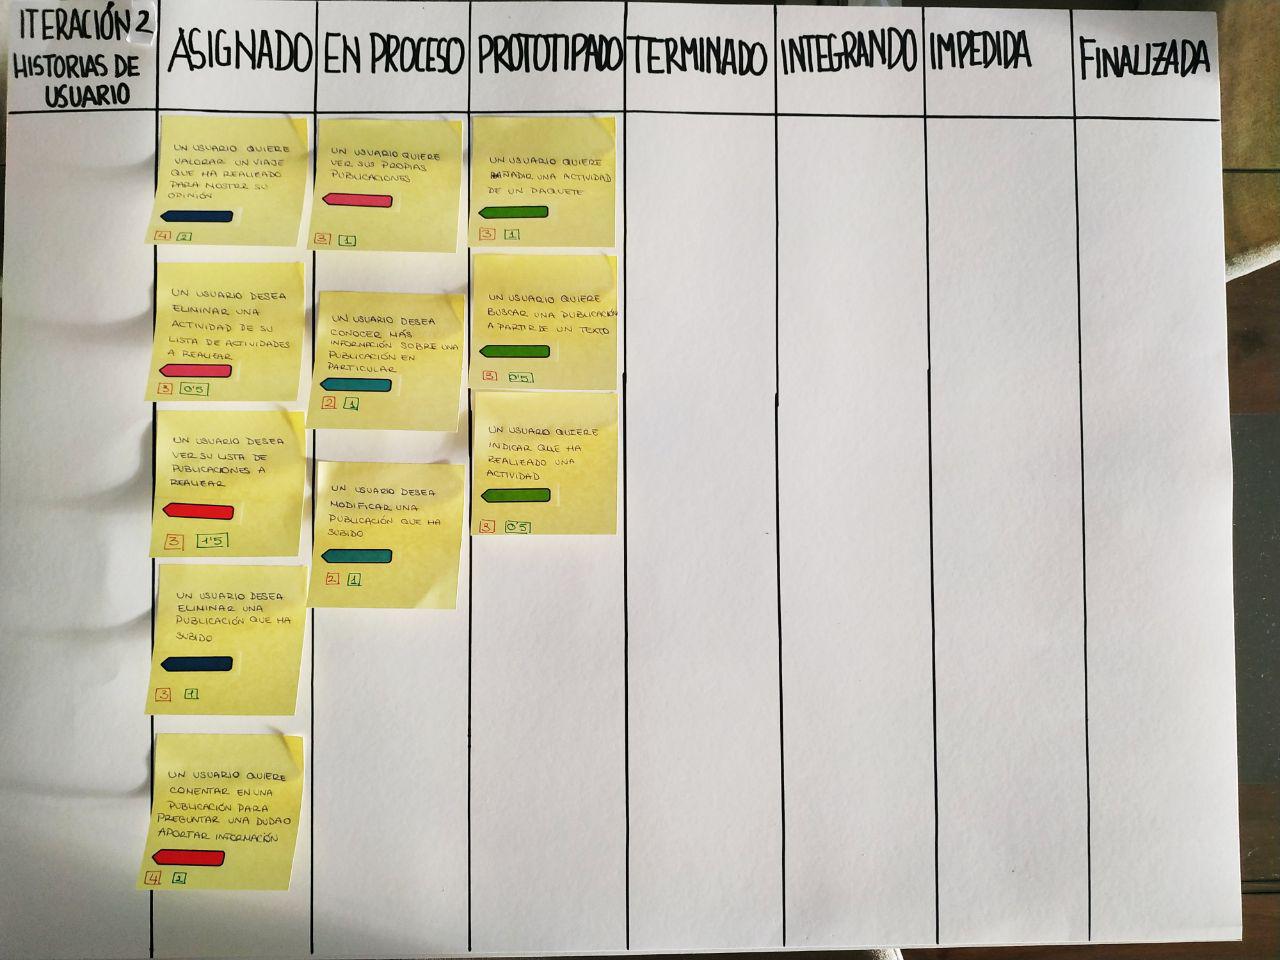 ITERACIÓN 2
HISTORIAS DE
USUARIO
ASIGNADO
EN PROCESO
PROTOTIPADO
TERMINADO
INTEGRANDO
IMPEDIDA
FINALIZADA
UN USUARIO QUIERE
VALORAR UN VIAJE
QUE HA REALIZADO
PARA MOSTRR SU
OPINIÓN
4 2
UN USUARIO DESEA
ELIMINAR UNA
ACTIVIDAD DE SU
LISTA DE ACTIVIDADES
A REALIZAR
3 0'5
UN USUARIO DESEA
VER SU LISTA DE
PUBLICACIONES A
REALIZAR
3 1'5
UN USUARIO DESEA
ELIMINAR UNA
PUBLICACIÓN QUE HA
SUBIDO
3 1
UN USUARIO QUIERE
COMENTAR EN UNA
PUBLICACIÓN PARA
PREGUNTAR UNA DUDA O
APORTAR INFORMACIÓN
4 2
UN USUARIO QUIERE
VER SUS PROPIAS
PUBLICACIONES
3 1
UN USUARIO DESEA
CONOCER MÁS
INFORMACIÓN SOBRE UNA
PUBLICACIÓN EN
PARTICULAR
2 1
UN USUARIO DESEA
MODIFICAR UNA
PUBLICACIÓN QUE HA
SUBIDO
2 1
UN USUARIO QUIERE
AÑADIR UNA ACTIVIDAD
DE UN PAQUETE
3 1
UN USUARIO QUIERE
BUSCAR UNA PUBLICACIÓN
A PARTIR DE UN TEXTO
3 0'5
UN USUARIO QUIERE
INDICAR QUE HA
REALIZADO UNA
ACTIVIDAD
3 0'5